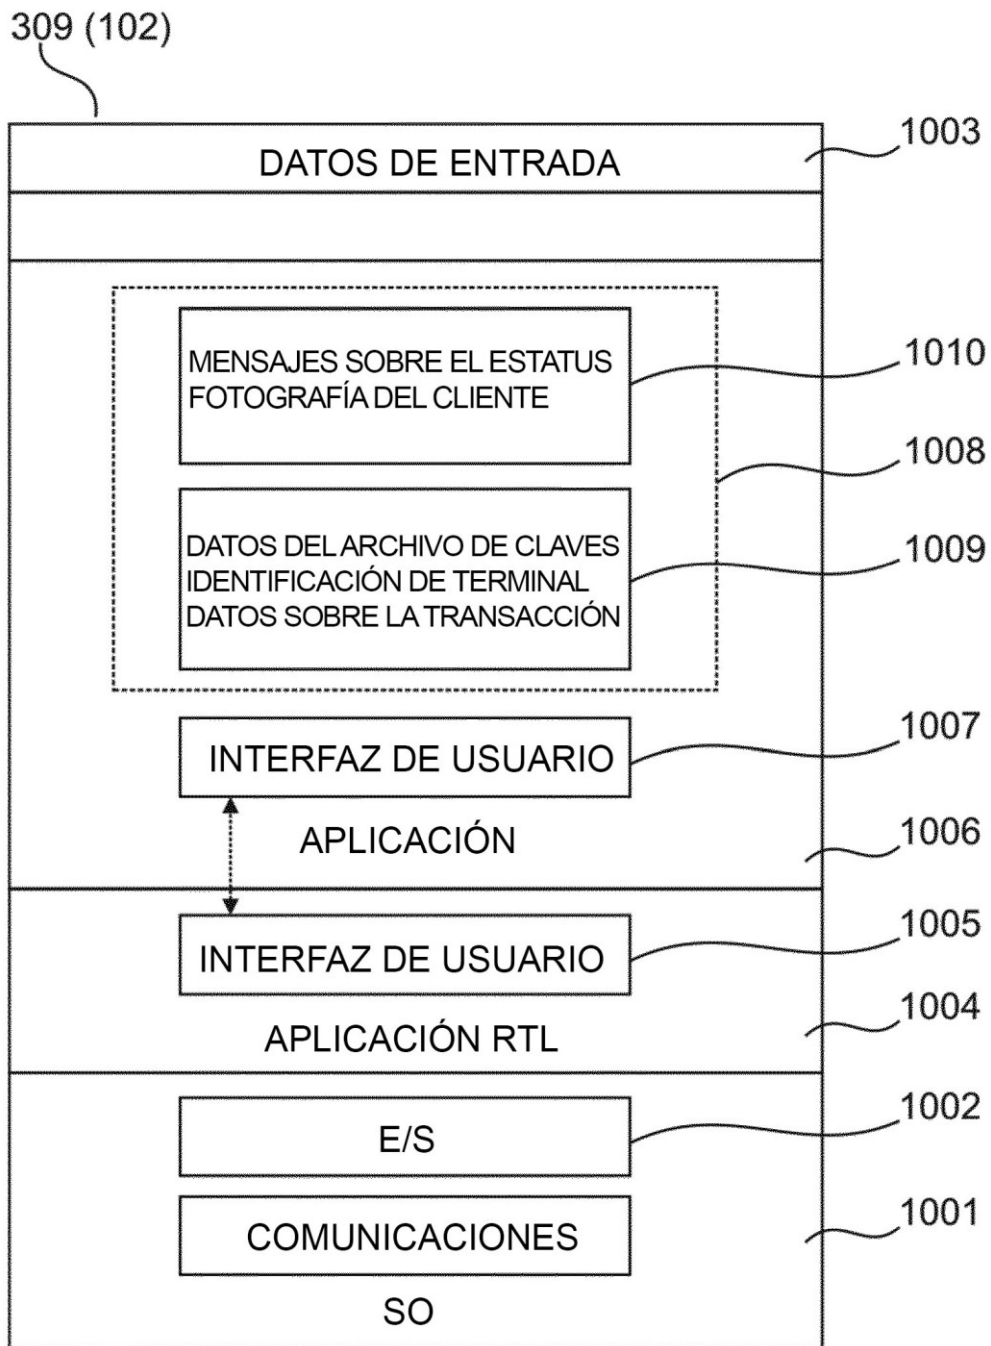 309 (102)
1003
DATOS DE ENTRADA
MENSAJES SOBRE EL ESTATUS
FOTOGRAFÍA DEL CLIENTE
1010
1008
DATOS DEL ARCHIVO DE CLAVES
IDENTIFICACIÓN DE TERMINAL
DATOS SOBRE LA TRANSACCIÓN
1009
1007
INTERFAZ DE USUARIO
APLICACIÓN
1006
1005
INTERFAZ DE USUARIO
1004
APLICACIÓN RTL
1002
E/S
1001
COMUNICACIONES
SO